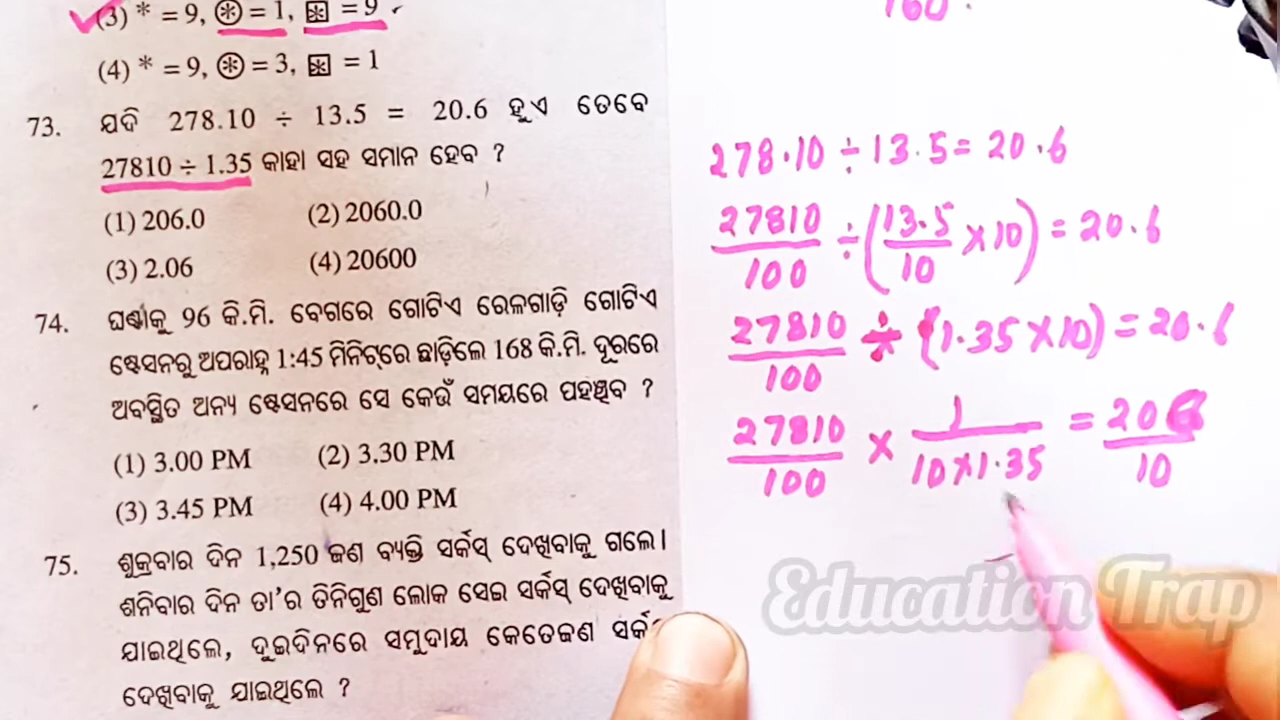 (3) * = 9, ⊛ = 1, ⧆ = 9
(4) * = 9, ⊛ = 3, ⧆ = 1
73. ଯଦି 278.10 ÷ 13.5 = 20.6 ହୁଏ ତେବେ
27810 ÷ 1.35 କାହା ସହ ସମାନ ହେବ ?
(1) 206.0 (2) 2060.0
(3) 2.06 (4) 20600
74. ଘଣ୍ଟାକୁ 96 କି.ମି. ବେଗରେ ଗୋଟିଏ ରେଳଗାଡ଼ି ଗୋଟିଏ
ଷ୍ଟେସନରୁ ଅପରାହ୍ନ 1:45 ମିନିଟ୍‌ରେ ଛାଡ଼ିଲେ 168 କି.ମି. ଦୂରରେ
ଅବସ୍ଥିତ ଅନ୍ୟ ଷ୍ଟେସନରେ ସେ କେଉଁ ସମୟରେ ପହଞ୍ଚିବ ?
(1) 3.00 PM (2) 3.30 PM
(3) 3.45 PM (4) 4.00 PM
75. ଶୁକ୍ରବାର ଦିନ 1,250 ଜଣ ବ୍ୟକ୍ତି ସର୍କସ୍ ଦେଖିବାକୁ ଗଲେ।
ଶନିବାର ଦିନ ତା'ର ତିନିଗୁଣ ଲୋକ ସେଇ ସର୍କସ୍ ଦେଖିବାକୁ
ଯାଇଥିଲେ, ଦୁଇଦିନରେ ସମୁଦାୟ କେତେଜଣ
ଦେଖିବାକୁ ଯାଇଥିଲେ ?
160
278.10 ÷ 13.5 = 20.6
27810/100 ÷ (13.5/10 × 10) = 20.6
27810/100 ÷ (1.35 × 10) = 20.6
27810/100 × 1/10×1.35 = 206/10
Education Trap